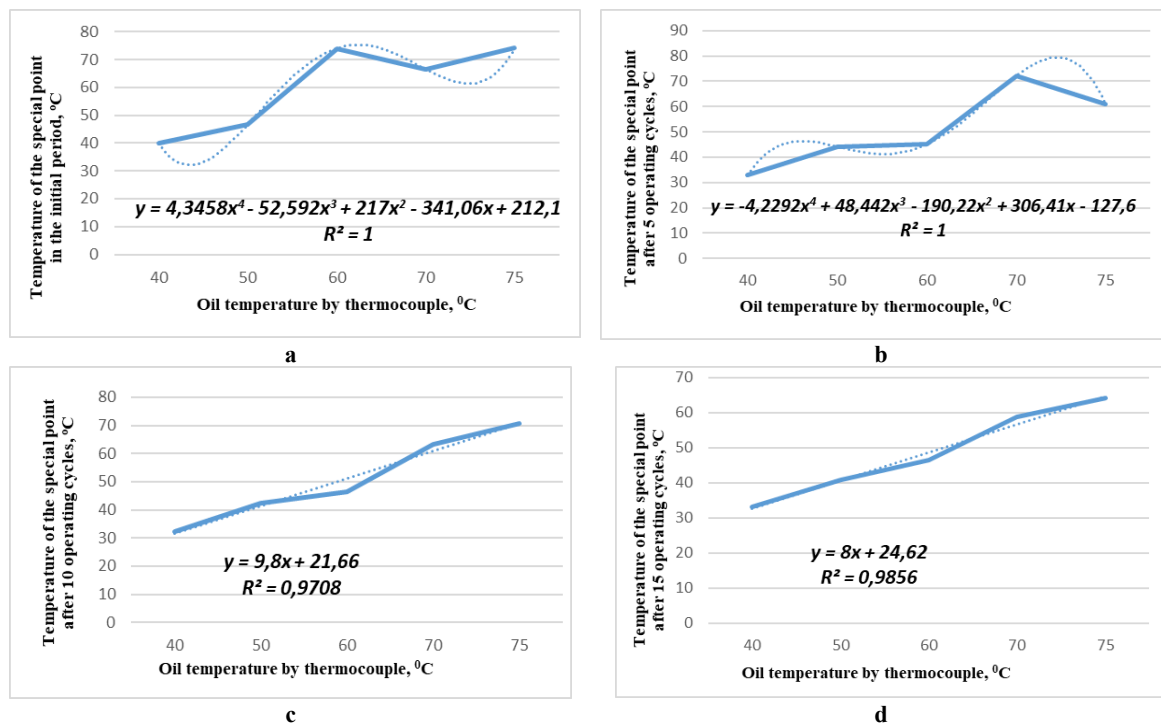 Temperature of the special point
in the initial period, ºC
80
70
60
50
40
30
20
10
0
y = 4,3458x⁴ - 52,592x³ + 217x² - 341,06x + 212,1
R² = 1
40 50 60 70 75
Oil temperature by thermocouple, ⁰C
a
Temperature of the special point
after 5 operating cycles, ºC
90
80
70
60
50
40
30
20
10
0
y = -4,2292x⁴ + 48,442x³ - 190,22x² + 306,41x - 127,6
R² = 1
40 50 60 70 75
Oil temperature by thermocouple, ⁰C
b
Temperature of the special point
after 10 operating cycles, ºC
80
70
60
50
40
30
20
10
0
y = 9,8x + 21,66
R² = 0,9708
40 50 60 70 75
Oil temperature by thermocouple, ⁰C
c
Temperature of the special point
after 15 operating cycles, ºC
70
60
50
40
30
20
10
0
y = 8x + 24,62
R² = 0,9856
40 50 60 70 75
Oil temperature by thermocouple, ⁰C
d